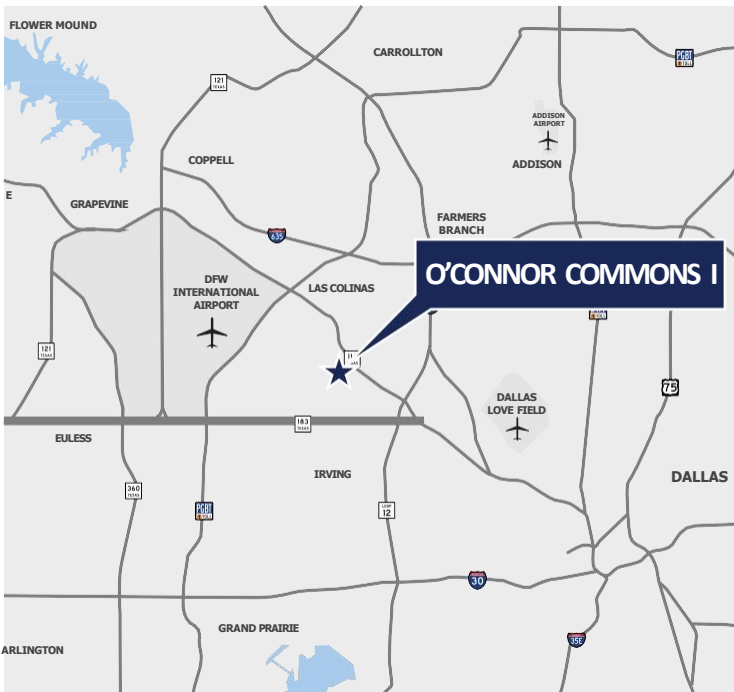 FLOWER MOUND
CARROLLTON
PGBT
TOLL
121
TEXAS
ADDISON
AIRPORT
ADDISON
COPPELL
E
GRAPEVINE
FARMERS
BRANCH
635
O'CONNOR COMMONS I
DFW
INTERNATIONAL
AIRPORT
LAS COLINAS
121
TEXAS
75
DALLAS
LOVE FIELD
183
TEXAS
EULESS
IRVING
DALLAS
360
TEXAS
PGBT
TOLL
LOOP
12
30
GRAND PRAIRIE
35E
ARLINGTON